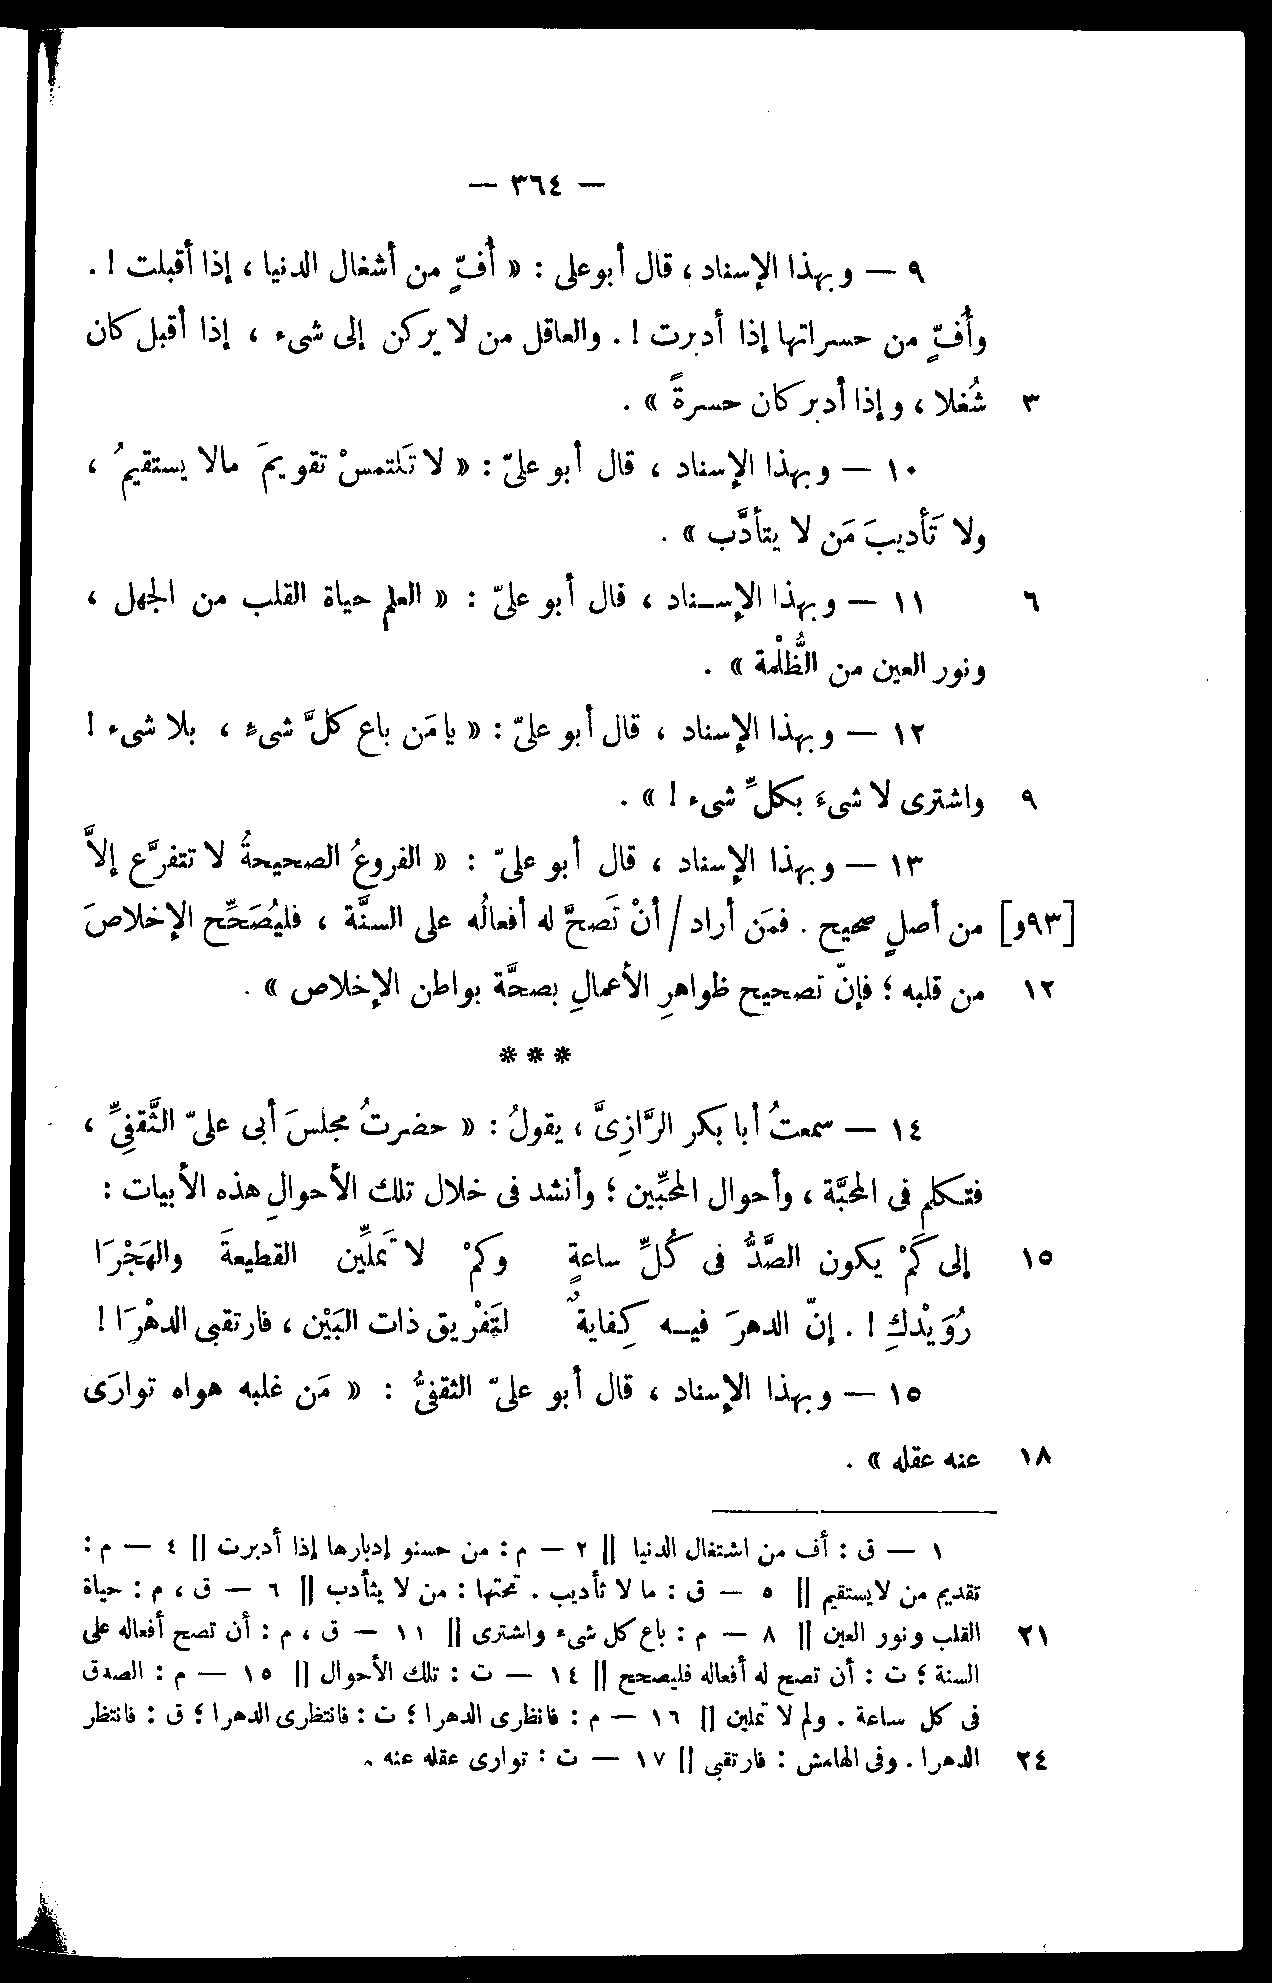 — ٣٦٤ —
٩ — وبهذا الإسناد ، قال أبوعلى : « أُفٍّ من أشغال الدنيا ، إذا أقبلت ! .
وأُفٍّ من حسراتها إذا أدبرت ! . والعاقل من لا يركن إلى شىء ، إذا أقبل كان
٣ شُغلا ، وإذا أدبر كان حسرةً » .
١٠ — وبهذا الإسناد ، قال أبو علىّ : « لا تَلتمسْ تقويمَ مالا يستقيمُ ،
ولا تَأديبَ مَن لا يتأدَّب » .
٦ ١١ — وبهذا الإسـناد ، قال أبو علىّ : « العلم حياة القلب من الجهل ،
ونور العين من الظُّلْمة » .
١٢ — وبهذا الإسناد ، قال أبو علىّ : « يا مَن باع كلَّ شىءٍ ، بلا شىء !
٩ واشترى لا شىءَ بكلِّ شىء ! » .
١٣ — وبهذا الإسناد ، قال أبو علىّ : « الفروعُ الصحيحةُ لا تتفرَّع إلاَّ
[٩٣و] من أصلٍ صحيح . فمَن أراد / أنْ تَصحَّ له أفعالُه على السنَّة ، فليُصَحِّح الإخلاصَ
١٢ من قلبه ؛ فإنّ تصحيح ظواهرِ الأعمالِ بصحَّة بواطن الإخلاص » .
***
١٤ — سمعتُ أبا بكر الرَّازِىَّ ، يقولُ : « حضرتُ مجلسَ أبى علىّ الثَّقفِىِّ ،
فتـكلم فى المحبَّة ، وأحوال المحبِّين ؛ وأنشد فى خلال تلك الأحوالِ هذه الأبيات :
١٥ إلى كَمْ يكون الصَّدُّ فى كُلِّ ساعةٍ وكمْ لا تَملِّين القطيعةَ والهَجْرَا
رُوَيْدكِ ! . إنّ الدهرَ فيـه كِفايةٌ لتَفْريق ذات البَيْن ، فارتقبى الدهْرَا !
١٥ — وبهذا الإسناد ، قال أبو علىّ الثقفىُّ : « مَن غلبه هواه توارَى
١٨ عنه عقله » .
١ — ق : أف من اشتغال الدنيا || ٢ — م : من حسنو إدبارها إذا أدبرت || ٤ — م :
تقديم من لايستقيم || ٥ — ق : ما لا تأديب . تحتها : من لا يتأدب || ٦ — ق ، م : حياة
٢١ القلب ونور العين || ٨ — م : باع كل شىء واشترى || ١١ — ق ، م : أن تصح أفعاله على
السنة ؛ ت : أن تصح له أفعاله فليصحح || ١٤ — ت : تلك الأحوال || ١٥ — م : الصدق
فى كل ساعة . ولم لا تملين || ١٦ — م : فانظرى الدهرا ؛ ت : فانتظرى الدهرا ؛ ق : فانتظر
٢٤ الدهرا . وفى الهامش : فارتقبى || ١٧ — ت : توارى عقله عنه .